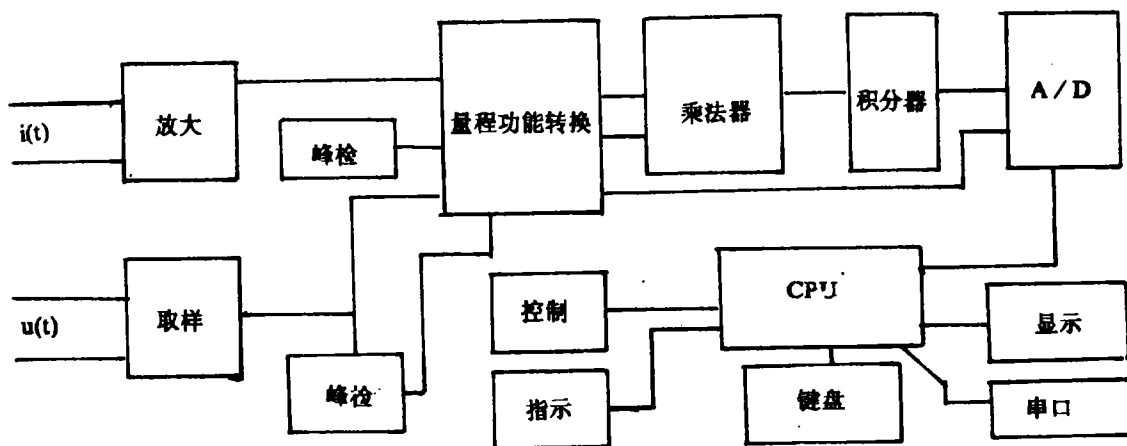 i(t)
放大
峰检
量程功能转换
乘法器
积分器
A/D
u(t)
取样
峰检
控制
指示
CPU
键盘
显示
串口